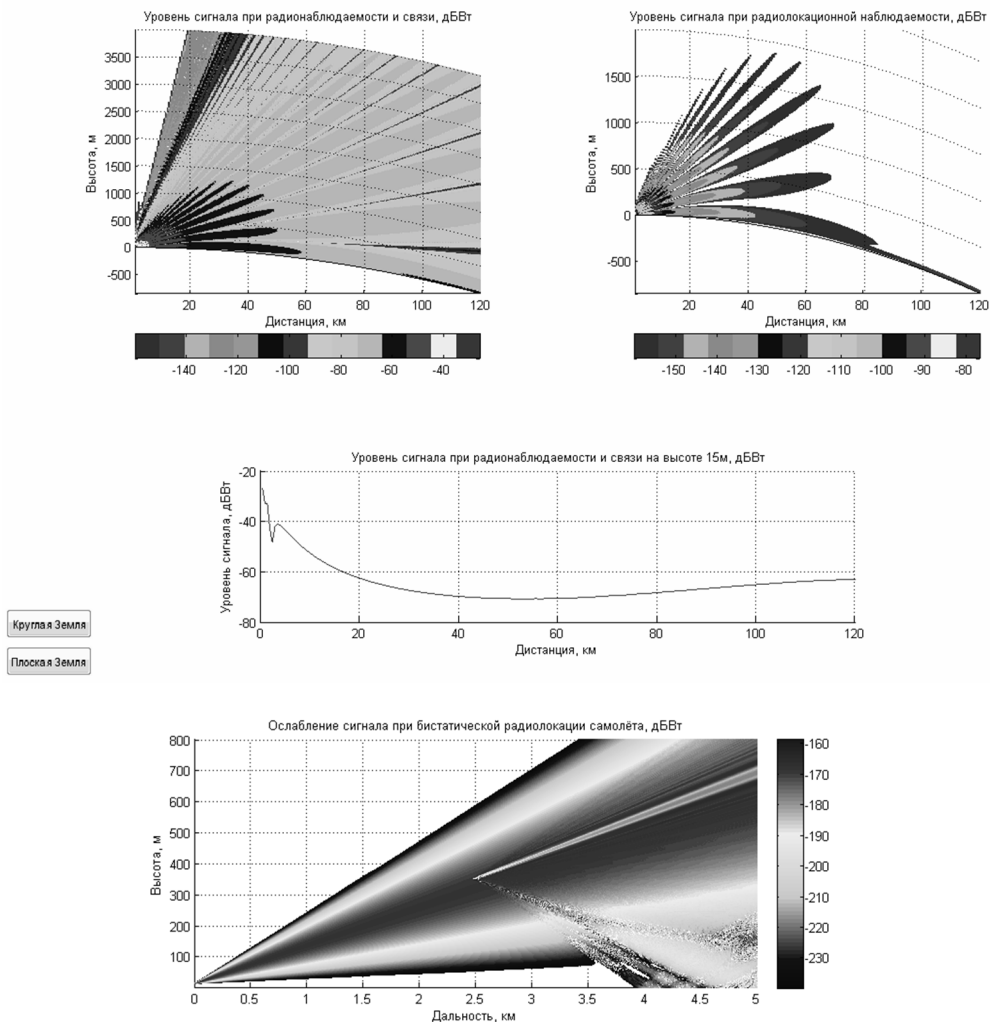 Уровень сигнала при радионаблюдаемости и связи, дБВт
Высота, м
3500
3000
2500
2000
1500
1000
500
0
-500
20 40 60 80 100 120
Дистанция, км
-140 -120 -100 -80 -60 -40
Уровень сигнала при радиолокационной наблюдаемости, дБВт
Высота, м
1500
1000
500
0
-500
20 40 60 80 100 120
Дистанция, км
-150 -140 -130 -120 -110 -100 -90 -80
Уровень сигнала при радионаблюдаемости и связи на высоте 15м, дБВт
Уровень сигнала, дБВт
-20
-40
-60
-80
0 20 40 60 80 100 120
Дистанция, км
Круглая Земля
Плоская Земля
Ослабление сигнала при бистатической радиолокации самолёта, дБВт
Высота, м
800
700
600
500
400
300
200
100
0 0.5 1 1.5 2 2.5 3 3.5 4 4.5 5
Дальность, км
-160
-170
-180
-190
-200
-210
-220
-230